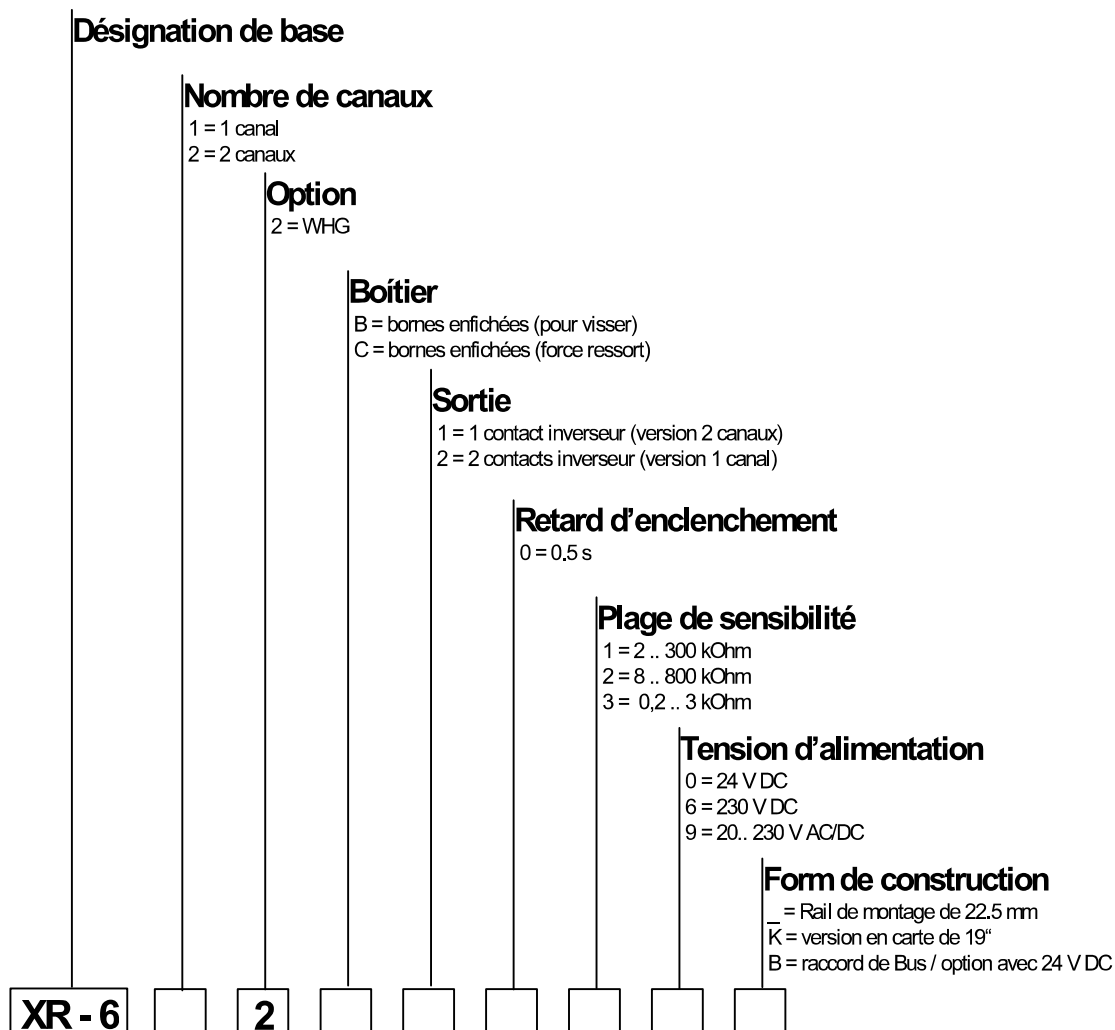 Désignation de base
Nombre de canaux
1 = 1 canal
2 = 2 canaux
Option
2 = WHG
Boîtier
B = bornes enfichées (pour visser)
C = bornes enfichées (force ressort)
Sortie
1 = 1 contact inverseur (version 2 canaux)
2 = 2 contacts inverseur (version 1 canal)
Retard d'enclenchement
0 = 0.5 s
Plage de sensibilité
1 = 2 .. 300 kOhm
2 = 8 .. 800 kOhm
3 = 0,2 .. 3 kOhm
Tension d'alimentation
0 = 24 V DC
6 = 230 V DC
9 = 20.. 230 V AC/DC
Form de construction
_ = Rail de montage de 22.5 mm
K = version en carte de 19“
B = raccord de Bus / option avec 24 V DC
XR - 6 2